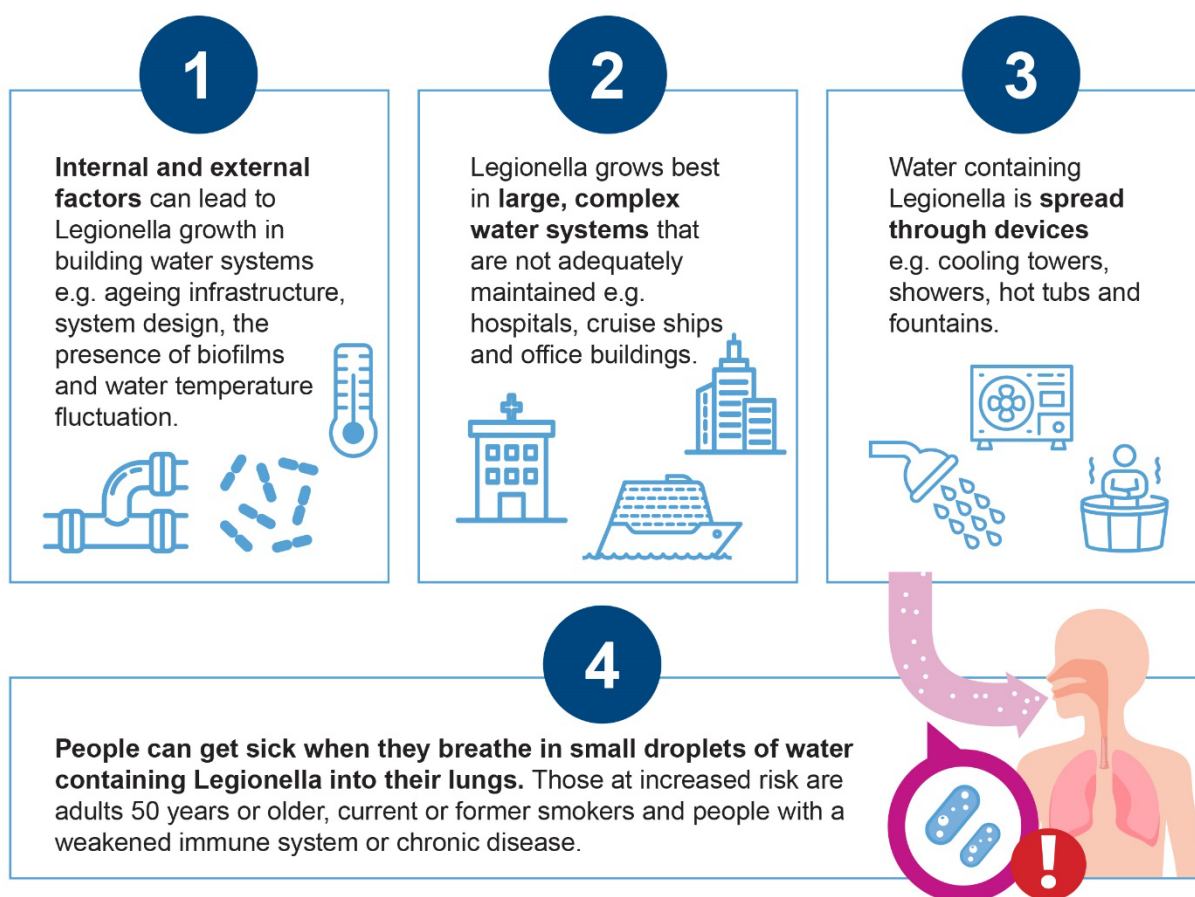 1
Internal and external
factors can lead to
Legionella growth in
building water systems
e.g. ageing infrastructure,
system design, the
presence of biofilms
and water temperature
fluctuation.
2
Legionella grows best
in large, complex
water systems that
are not adequately
maintained e.g.
hospitals, cruise ships
and office buildings.
3
Water containing
Legionella is spread
through devices
e.g. cooling towers,
showers, hot tubs and
fountains.
4
People can get sick when they breathe in small droplets of water
containing Legionella into their lungs. Those at increased risk are
adults 50 years or older, current or former smokers and people with a
weakened immune system or chronic disease.
!